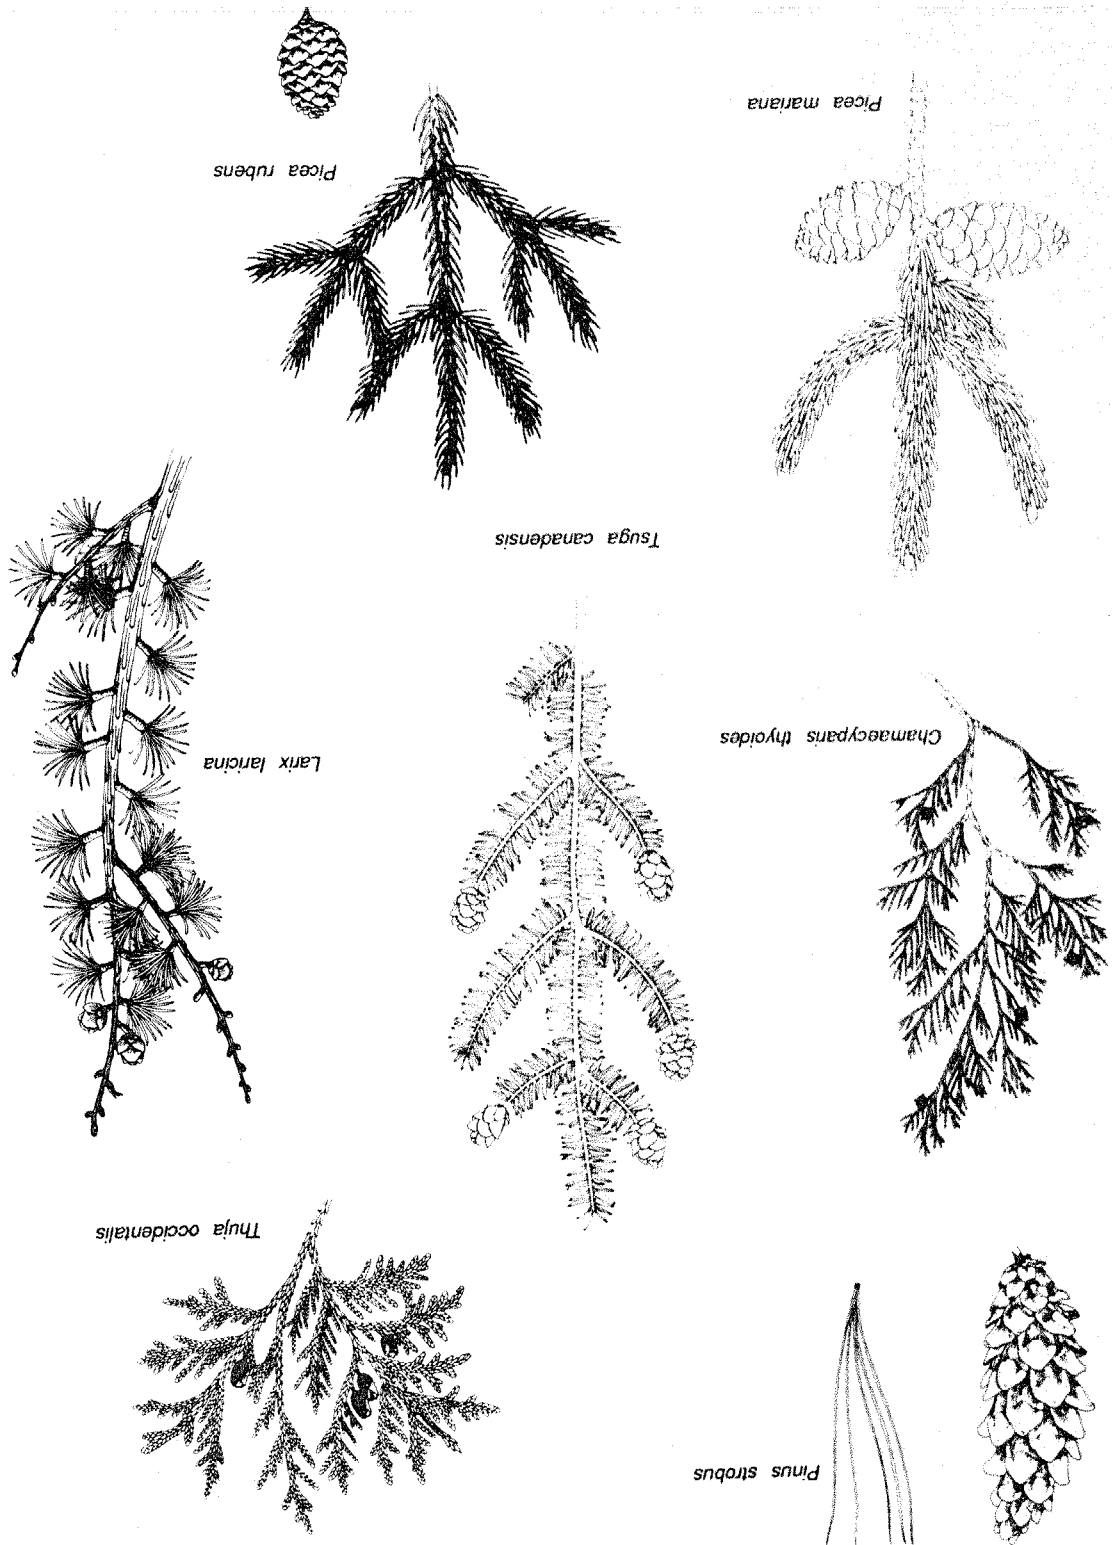 Pinus strobus
Thuja occidentalis
Chamaecyparis thyoides
Larix laricina
Tsuga canadensis
Picea rubens
Picea mariana